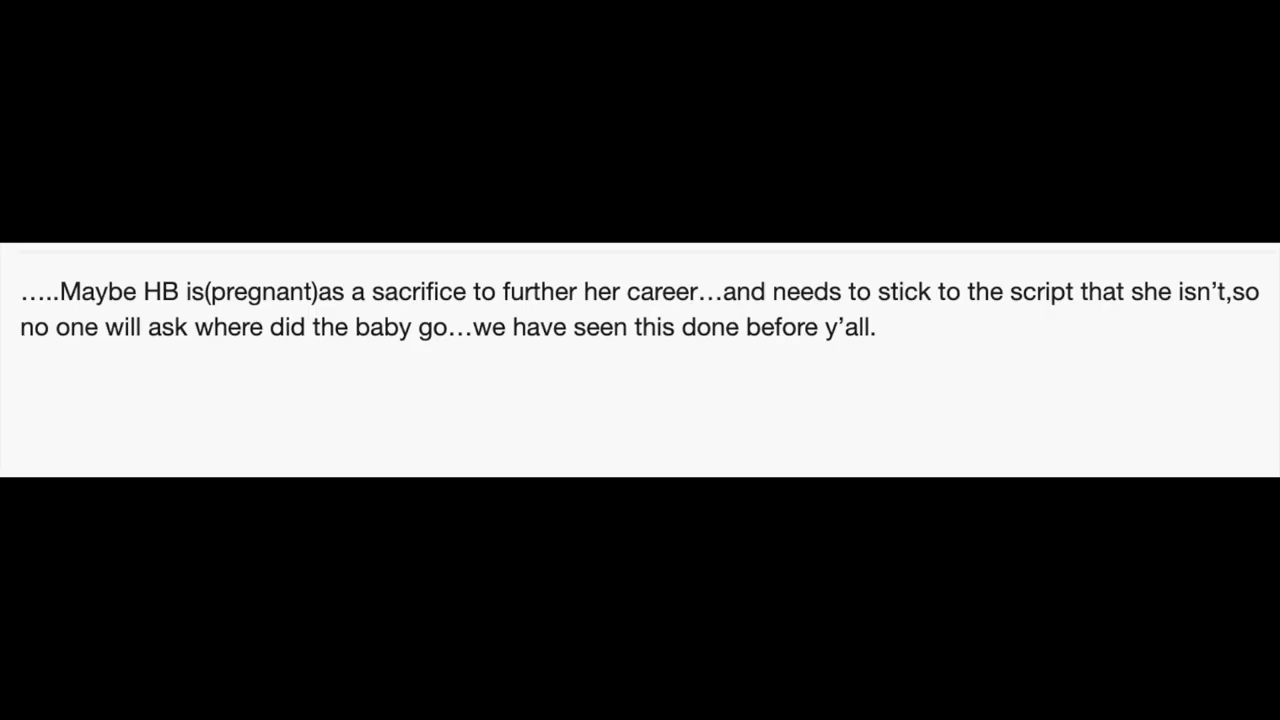 …..Maybe HB is(pregnant)as a sacrifice to further her career…and needs to stick to the script that she isn’t,so
no one will ask where did the baby go…we have seen this done before y’all.